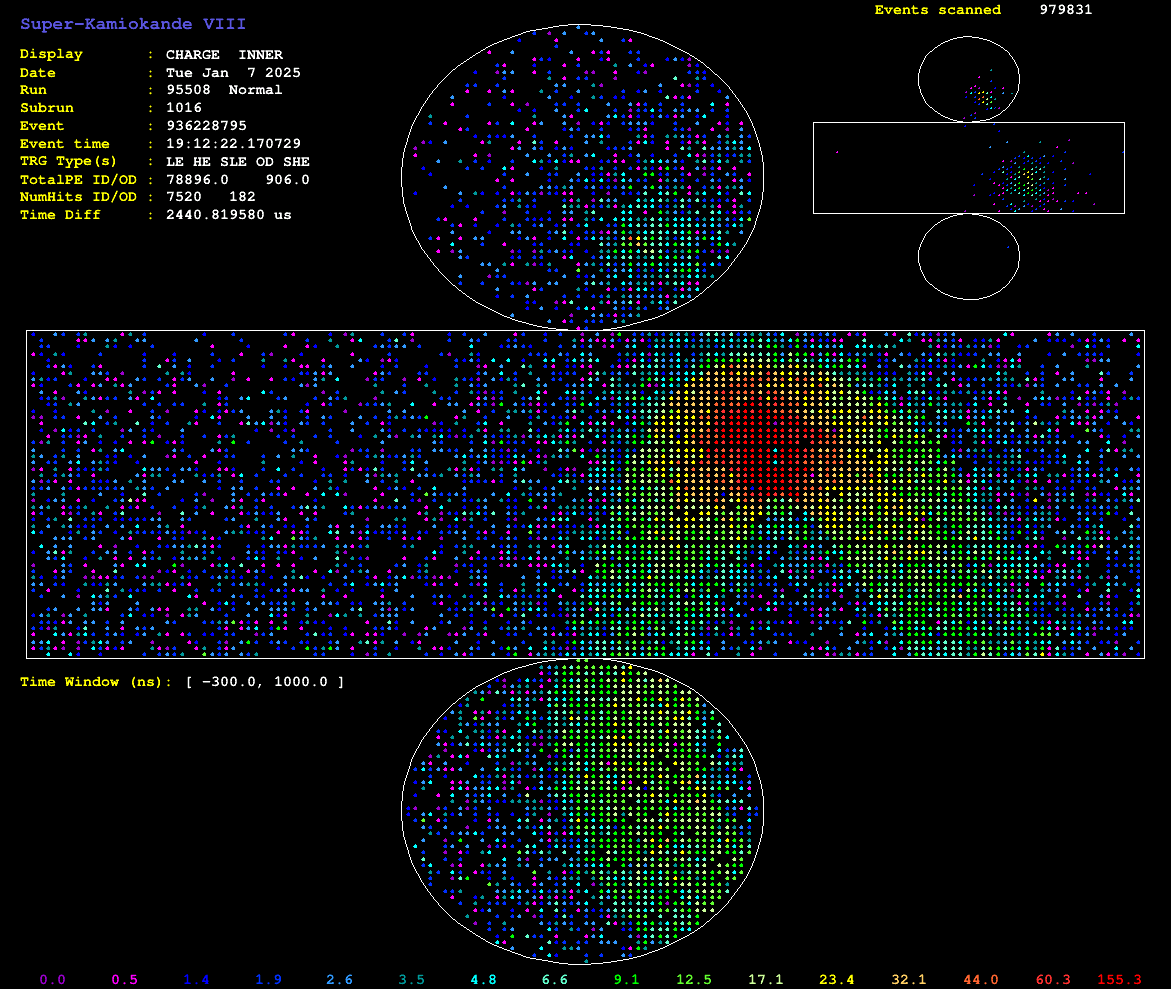 Super-Kamiokande VIII
Events scanned 979831
Display : CHARGE INNER
Date : Tue Jan 7 2025
Run : 95508 Normal
Subrun : 1016
Event : 936228795
Event time : 19:12:22.170729
TRG Type(s) : LE HE SLE OD SHE
TotalPE ID/OD : 78896.0 906.0
NumHits ID/OD : 7520 182
Time Diff : 2440.819580 us
Time Window (ns): [ -300.0, 1000.0 ]
0.0 0.5 1.4 1.9 2.6 3.5 4.8 6.6 9.1 12.5 17.1 23.4 32.1 44.0 60.3 155.3